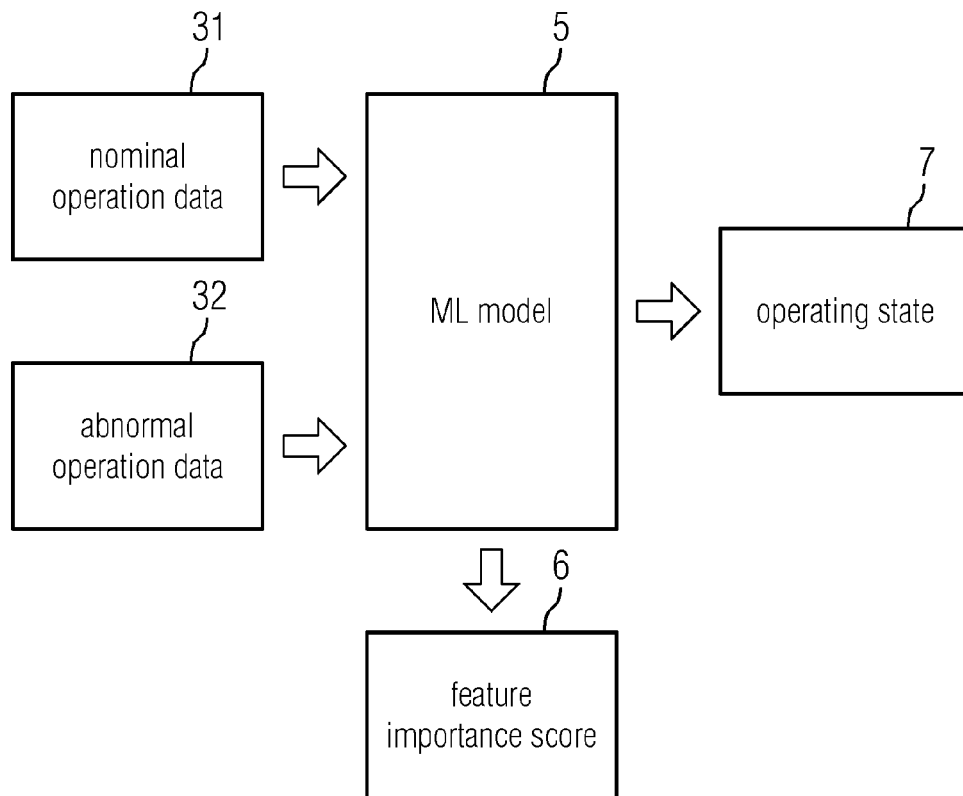 31
nominal
operation data
5
ML model
7
operating state
32
abnormal
operation data
6
feature
importance score